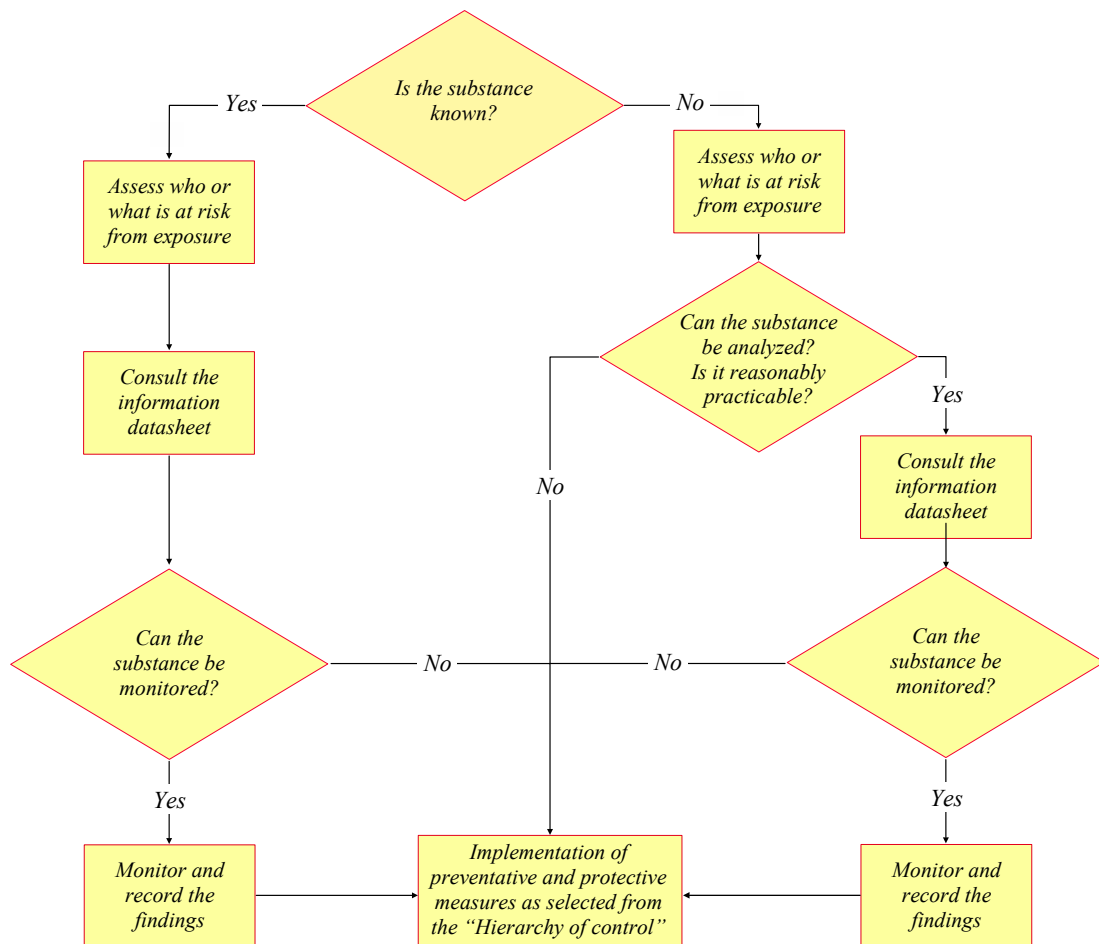 Is the substance
known?
Yes
No
Assess who or
what is at risk
from exposure
Assess who or
what is at risk
from exposure
Can the substance
be analyzed?
Is it reasonably
practicable?
Consult the
information
datasheet
Yes
Consult the
information
datasheet
No
Can the
substance be
monitored?
No
No
Can the
substance be
monitored?
Yes
Yes
Monitor and
record the
findings
Implementation of
preventative and protective
measures as selected from
the “Hierarchy of control”
Monitor and
record the
findings